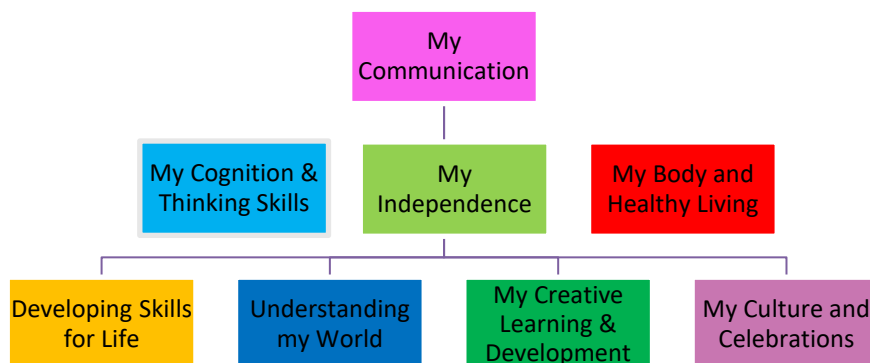 My
Communication
My Cognition &
Thinking Skills
My
Independence
My Body and
Healthy Living
Developing Skills
for Life
Understanding
my World
My Creative
Learning &
Development
My Culture and
Celebrations